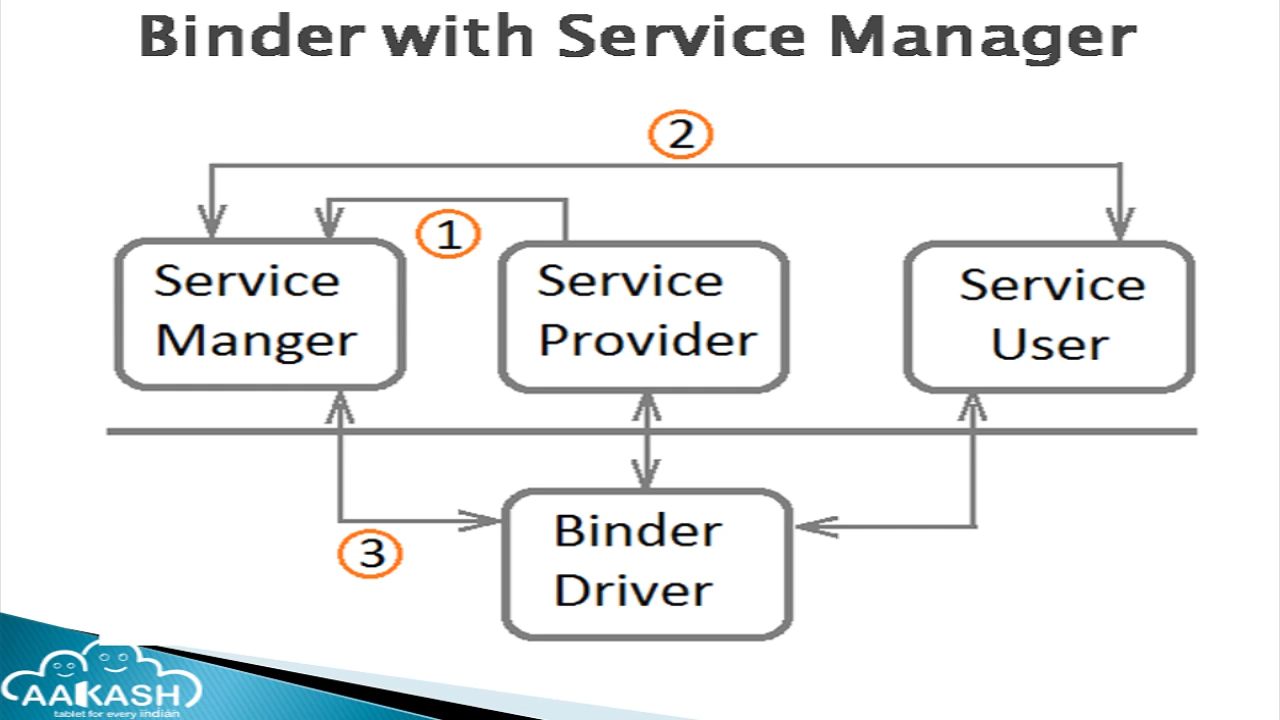 Binder with Service Manager
2
1
Service
Manger
Service
Provider
Service
User
3
Binder
Driver
AAKASH
tablet for every indian